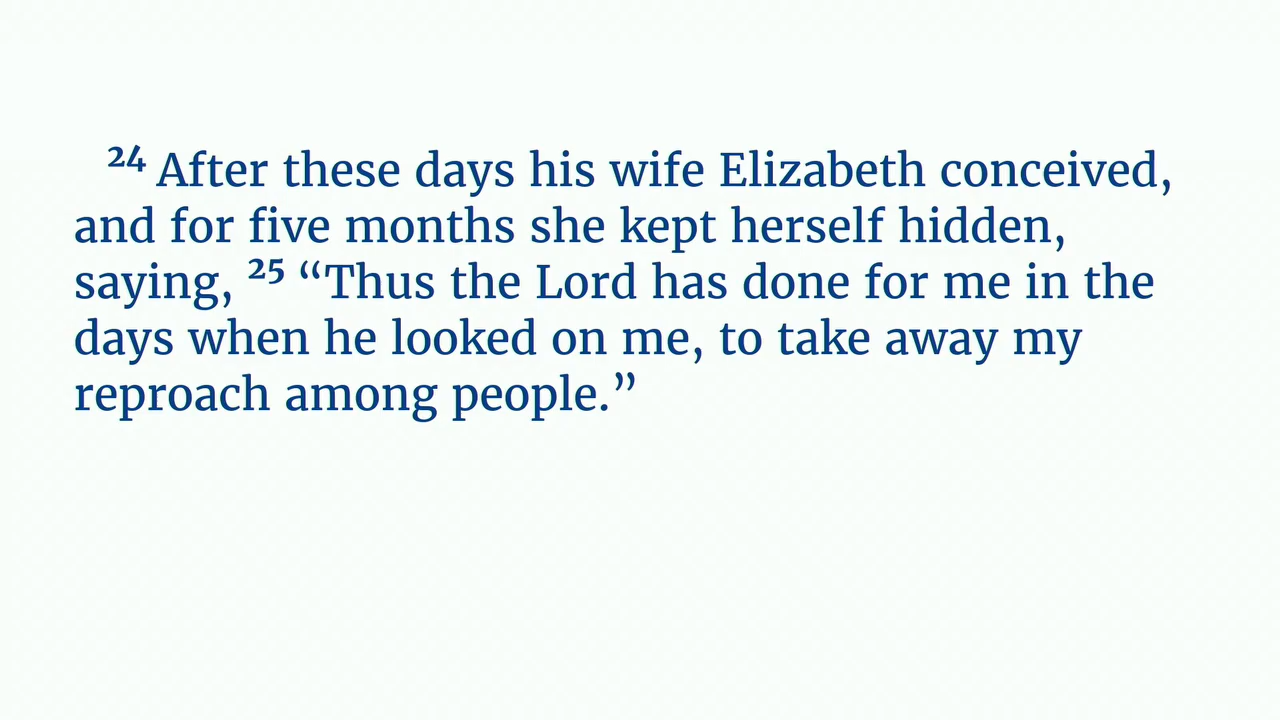 24 After these days his wife Elizabeth conceived,
and for five months she kept herself hidden,
saying, 25 “Thus the Lord has done for me in the
days when he looked on me, to take away my
reproach among people.”